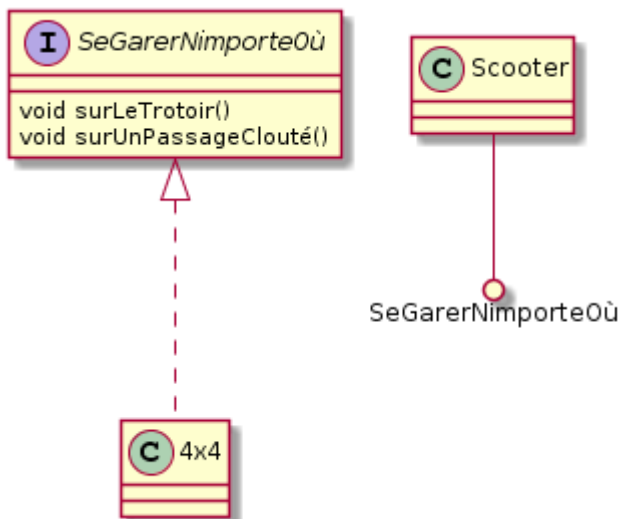 I SeGarerNimporteOù
void surLeTrotoir()
void surUnPassageClouté()
C Scooter
SeGarerNimporteOù
C 4x4